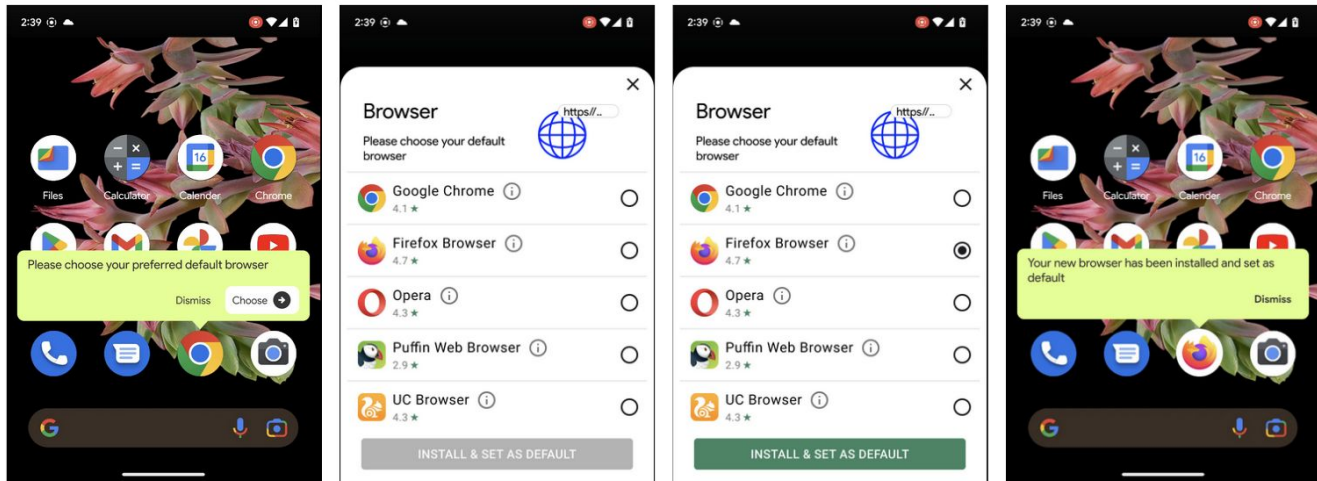 2:39
16
Files
Calculator
Calender
Chrome
Please choose your preferred default browser
Dismiss
Choose
2:39
Browser
https//..
Please choose your default
browser
Google Chrome
4.1 ★
Firefox Browser
4.7 ★
Opera
4.3 ★
Puffin Web Browser
2.9 ★
UC Browser
4.3 ★
INSTALL & SET AS DEFAULT
2:39
Browser
https//..
Please choose your default
browser
Google Chrome
4.1 ★
Firefox Browser
4.7 ★
Opera
4.3 ★
Puffin Web Browser
2.9 ★
UC Browser
4.3 ★
INSTALL & SET AS DEFAULT
2:39
16
Files
Calculator
Calender
Chrome
Your new browser has been installed and set as
default
Dismiss